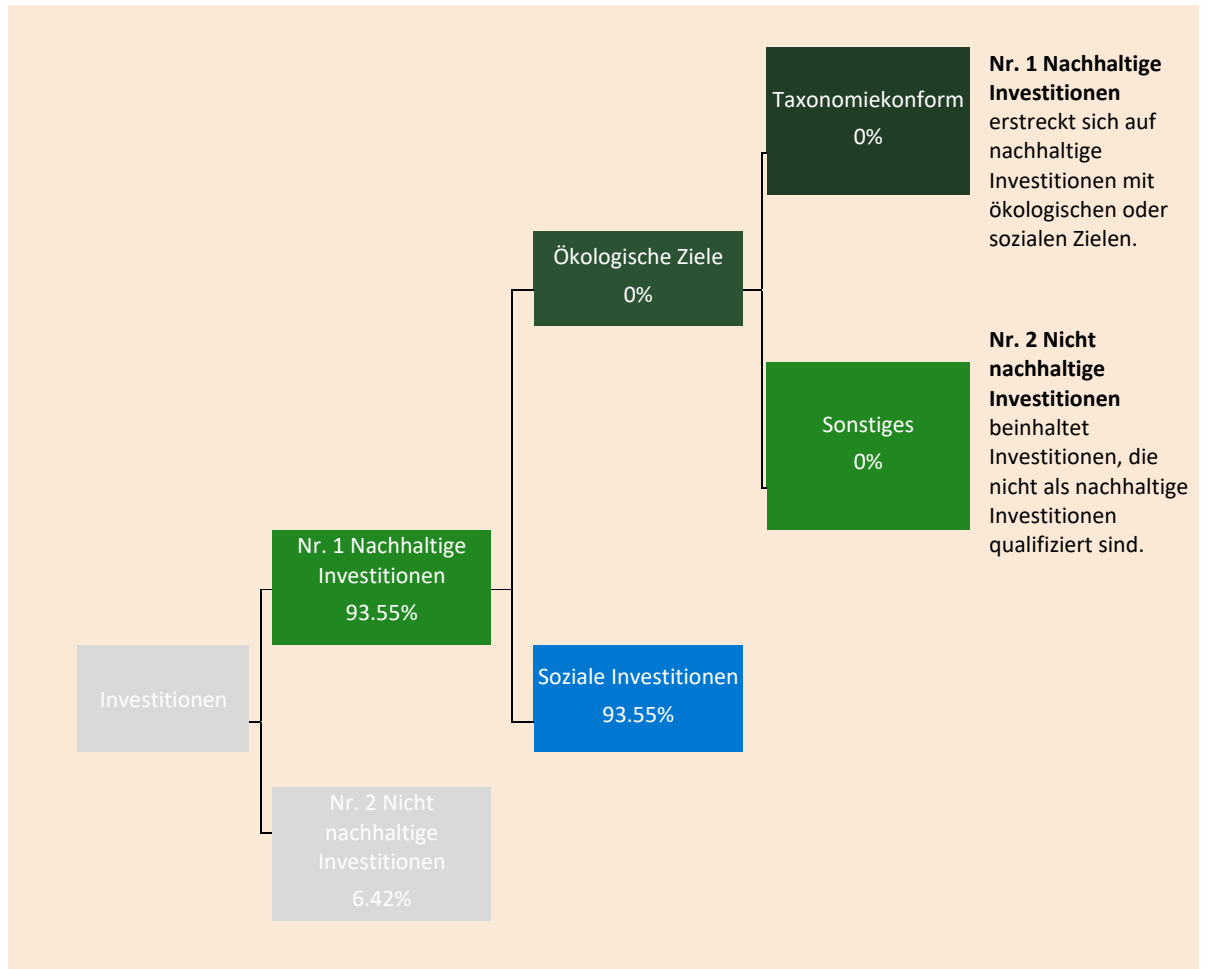 Taxonomiekonform
0%
Nr. 1 Nachhaltige
Investitionen
erstreckt sich auf
nachhaltige
Investitionen mit
ökologischen oder
sozialen Zielen.
Ökologische Ziele
0%
Sonstiges
0%
Nr. 2 Nicht
nachhaltige
Investitionen
beinhaltet
Investitionen, die
nicht als nachhaltige
Investitionen
qualifiziert sind.
Nr. 1 Nachhaltige
Investitionen
93.55%
Soziale Investitionen
93.55%
Investitionen
Nr. 2 Nicht
nachhaltige
Investitionen
6.42%